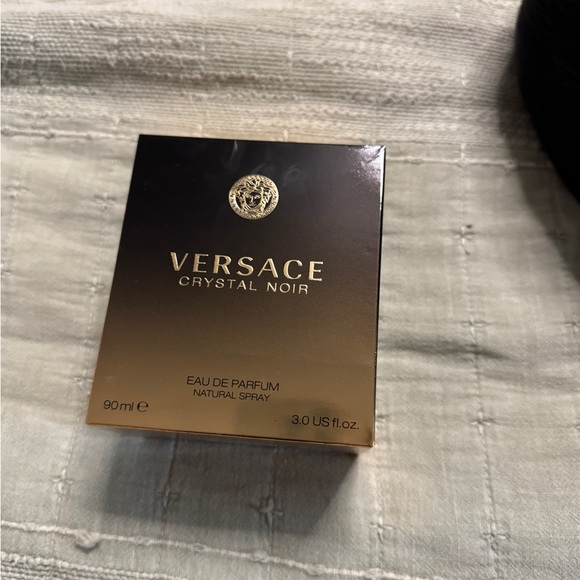 VERSACE
CRYSTAL NOIR
EAU DE PARFUM
NATURAL SPRAY
90 ml ℮
3.0 US fl.oz.